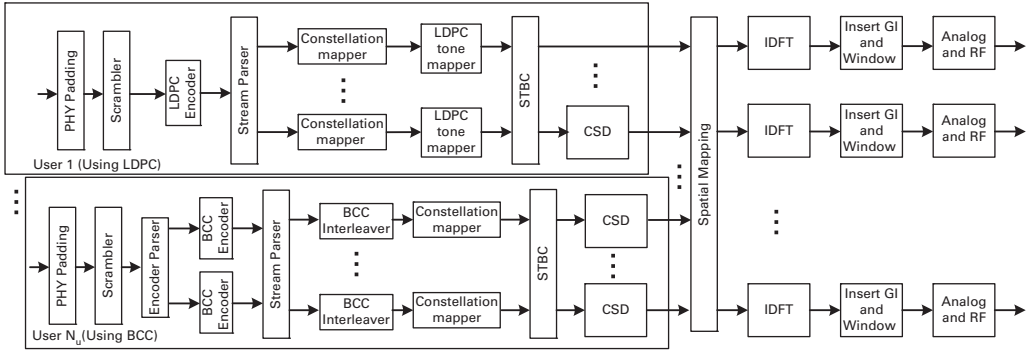 PHY Padding
Scrambler
LDPC
Encoder
Stream Parser
Constellation
mapper
LDPC
tone
mapper
Constellation
mapper
LDPC
tone
mapper
STBC
CSD
User 1 (Using LDPC)
PHY Padding
Scrambler
Encoder Parser
BCC
Encoder
BCC
Encoder
Stream Parser
BCC
Interleaver
Constellation
mapper
BCC
Interleaver
Constellation
mapper
STBC
CSD
CSD
User Nu(Using BCC)
Spatial Mapping
IDFT
Insert GI
and
Window
Analog
and RF
IDFT
Insert GI
and
Window
Analog
and RF
IDFT
Insert GI
and
Window
Analog
and RF